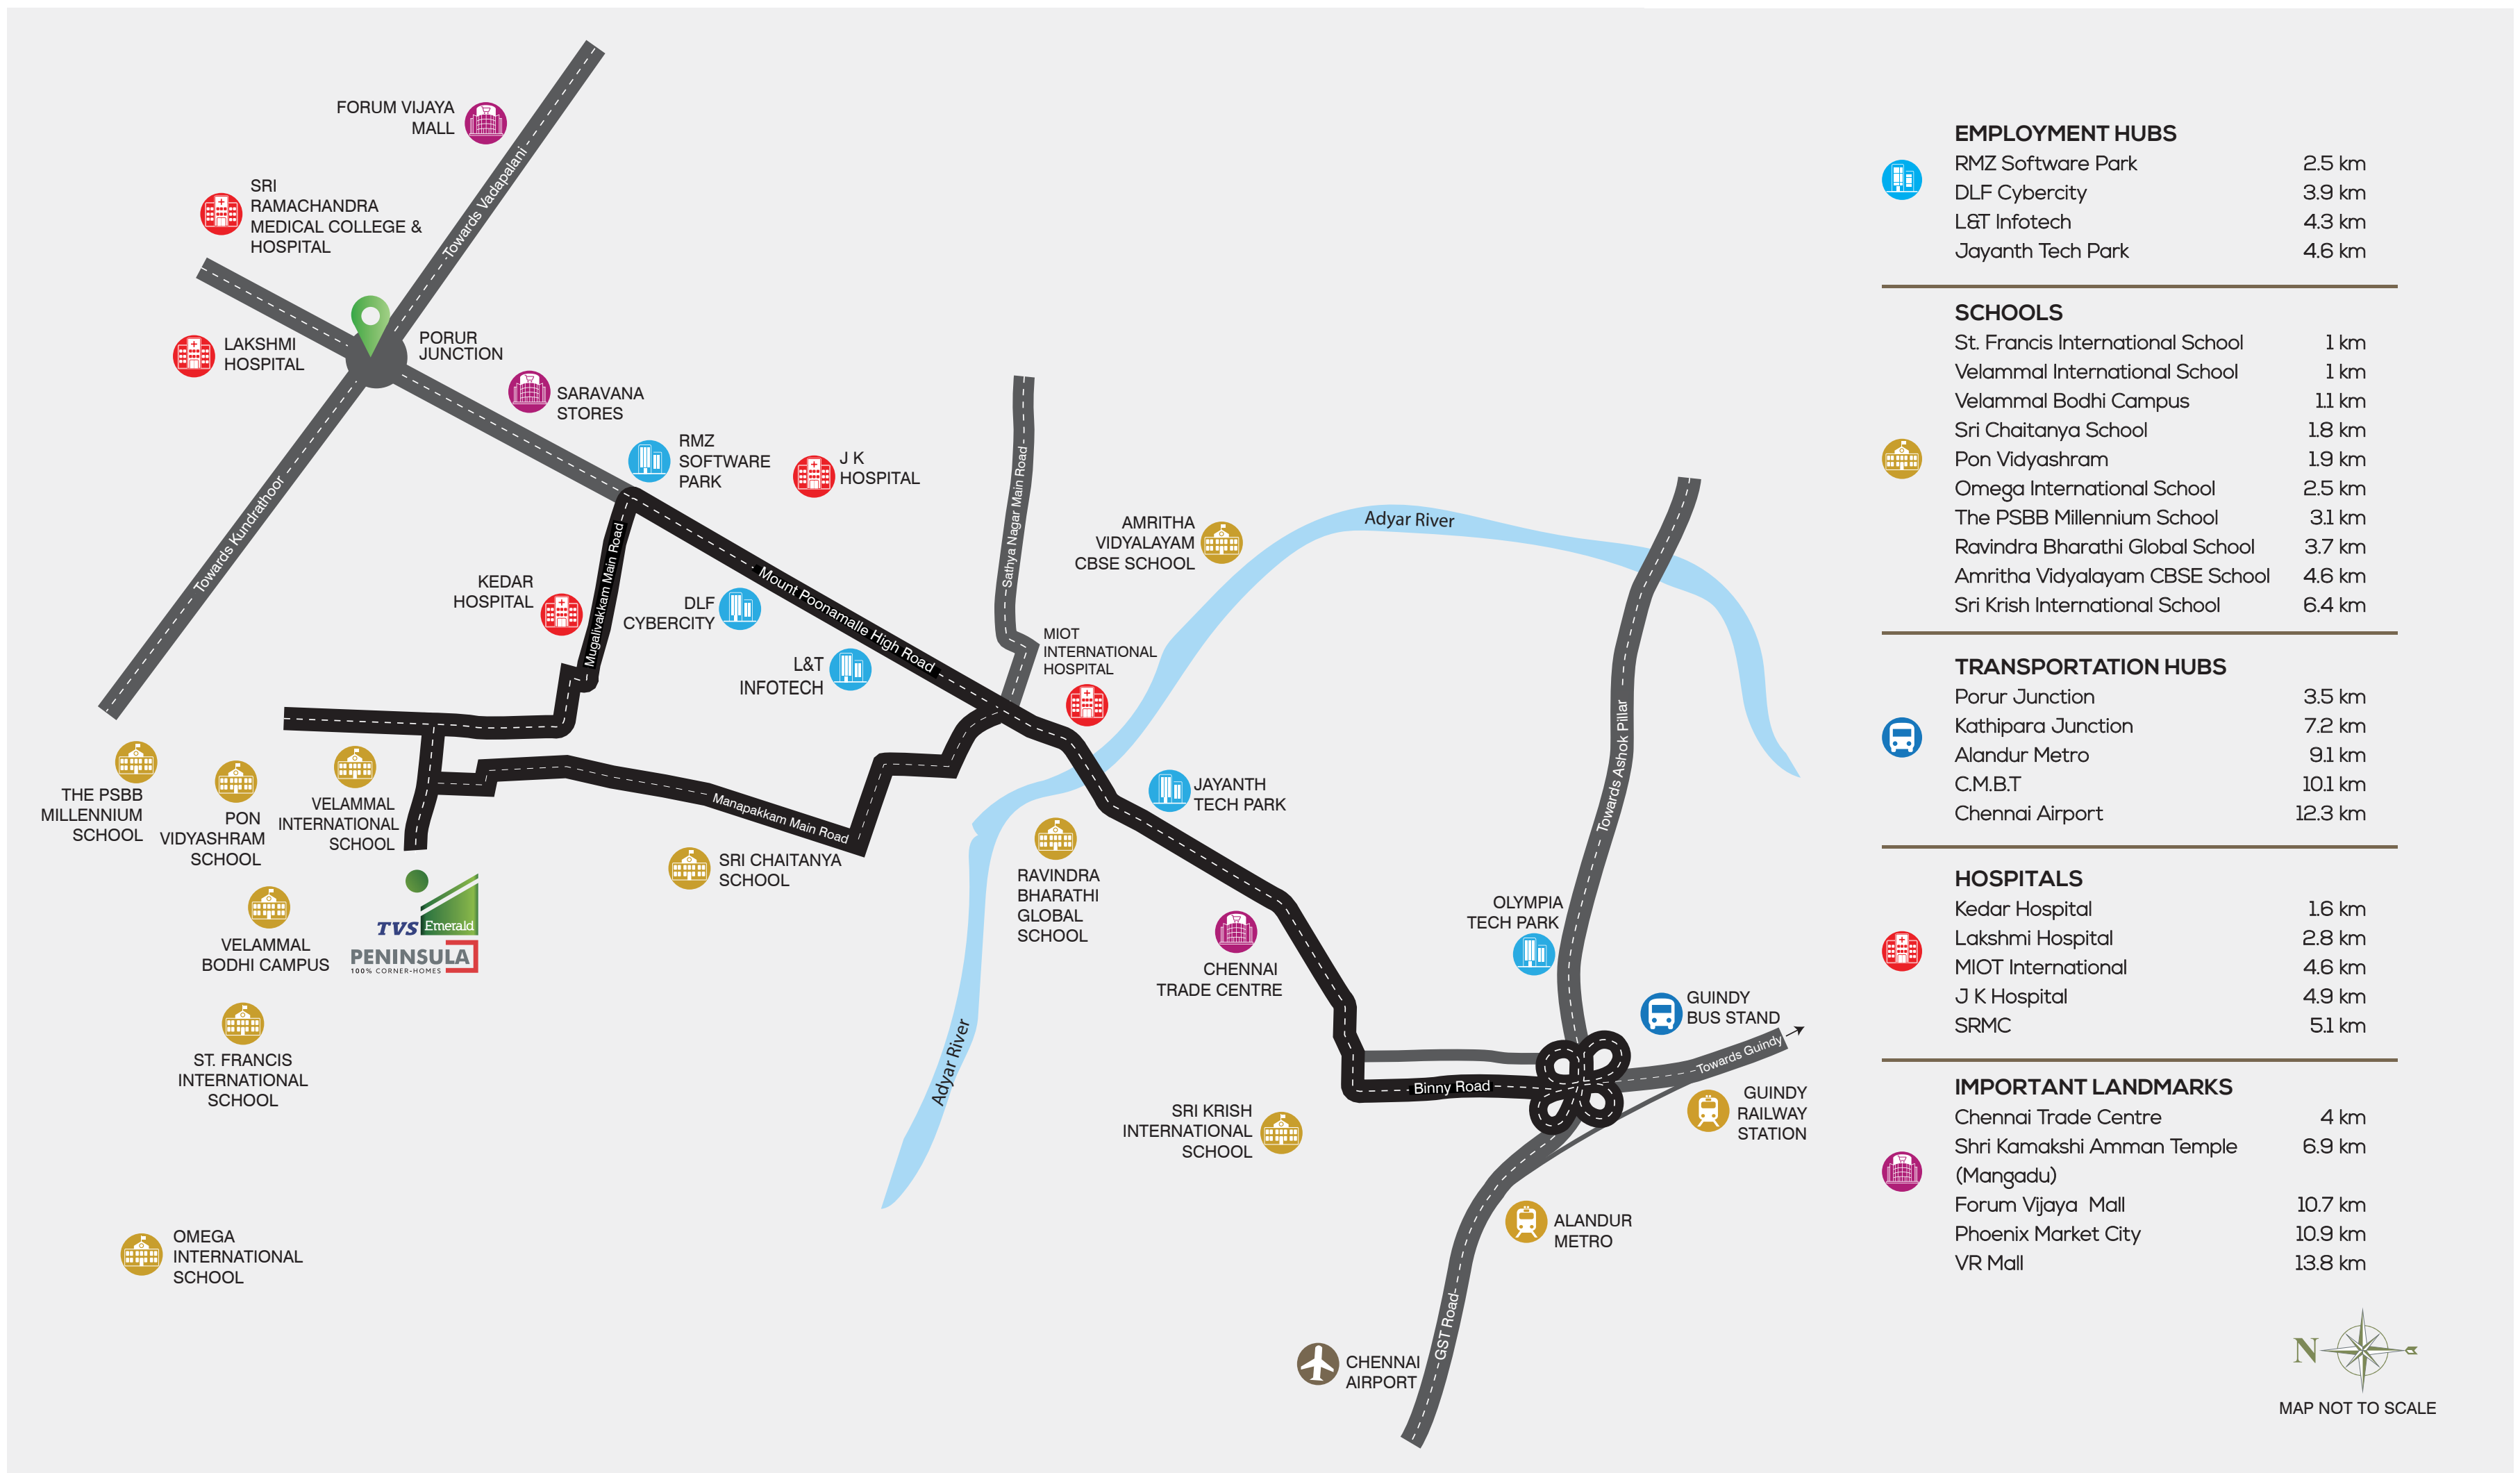 FORUM VIJAYA
MALL
Towards Vadapalani
SRI
RAMACHANDRA
MEDICAL COLLEGE &
HOSPITAL
LAKSHMI
HOSPITAL
PORUR
JUNCTION
SARAVANA
STORES
RMZ
SOFTWARE
PARK
J K
HOSPITAL
Towards Kundrathoor
Mugalivakkam Main Road
KEDAR
HOSPITAL
DLF
CYBERCITY
L&T
INFOTECH
Mount Poonamalle High Road
Sathya Nagar Main Road
AMRITHA
VIDYALAYAM
CBSE SCHOOL
Adyar River
MIOT
INTERNATIONAL
HOSPITAL
Towards Ashok Pillar
THE PSBB
MILLENNIUM
SCHOOL
PON
VIDYASHRAM
SCHOOL
VELAMMAL
INTERNATIONAL
SCHOOL
Manapakkam Main Road
JAYANTH
TECH PARK
SRI CHAITANYA
SCHOOL
RAVINDRA
BHARATHI
GLOBAL
SCHOOL
VELAMMAL
BODHI CAMPUS
TVS Emerald
PENINSULA
100% CORNER-HOMES
CHENNAI
TRADE CENTRE
OLYMPIA
TECH PARK
GUINDY
BUS STAND
ST. FRANCIS
INTERNATIONAL
SCHOOL
Adyar River
Binny Road
Towards Guindy
SRI KRISH
INTERNATIONAL
SCHOOL
GUINDY
RAILWAY
STATION
OMEGA
INTERNATIONAL
SCHOOL
ALANDUR
METRO
GST Road
CHENNAI
AIRPORT
EMPLOYMENT HUBS
RMZ Software Park 2.5 km
DLF Cybercity 3.9 km
L&T Infotech 4.3 km
Jayanth Tech Park 4.6 km
SCHOOLS
St. Francis International School 1 km
Velammal International School 1 km
Velammal Bodhi Campus 1.1 km
Sri Chaitanya School 1.8 km
Pon Vidyashram 1.9 km
Omega International School 2.5 km
The PSBB Millennium School 3.1 km
Ravindra Bharathi Global School 3.7 km
Amritha Vidyalayam CBSE School 4.6 km
Sri Krish International School 6.4 km
TRANSPORTATION HUBS
Porur Junction 3.5 km
Kathipara Junction 7.2 km
Alandur Metro 9.1 km
C.M.B.T 10.1 km
Chennai Airport 12.3 km
HOSPITALS
Kedar Hospital 1.6 km
Lakshmi Hospital 2.8 km
MIOT International 4.6 km
J K Hospital 4.9 km
SRMC 5.1 km
IMPORTANT LANDMARKS
Chennai Trade Centre 4 km
Shri Kamakshi Amman Temple 6.9 km
(Mangadu)
Forum Vijaya Mall 10.7 km
Phoenix Market City 10.9 km
VR Mall 13.8 km
N
MAP NOT TO SCALE